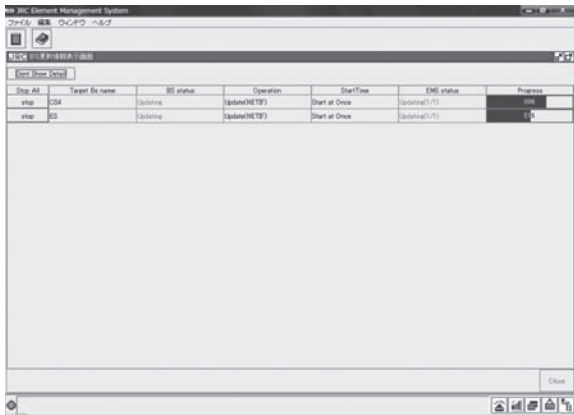 JRC Element Management System
ファイル 編集 ウィンドウ ヘルプ
JRC
Dont Show Detail
Stop All Target Bs name BS status Operation StartTime EMS status Progress
stop CS4 Updating Update(NETIF) Start at Once Updating(1/1)
stop ES Updating Update(NETIF) Start at Once Updating(1/1)
Close